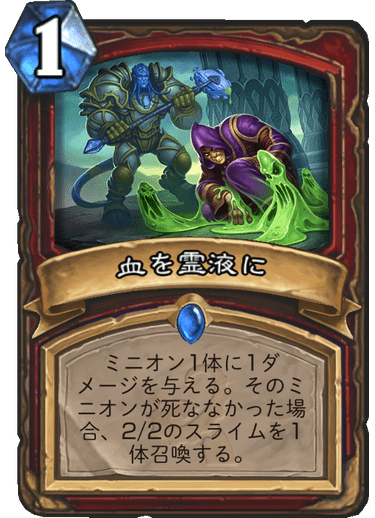 1
血を霊液に
ミニオン1体に1ダ
メージを与える。そのミ
ニオンが死ななかった場
合、2/2のスライムを1
体召喚する。